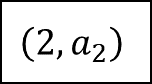 (2, a₂)